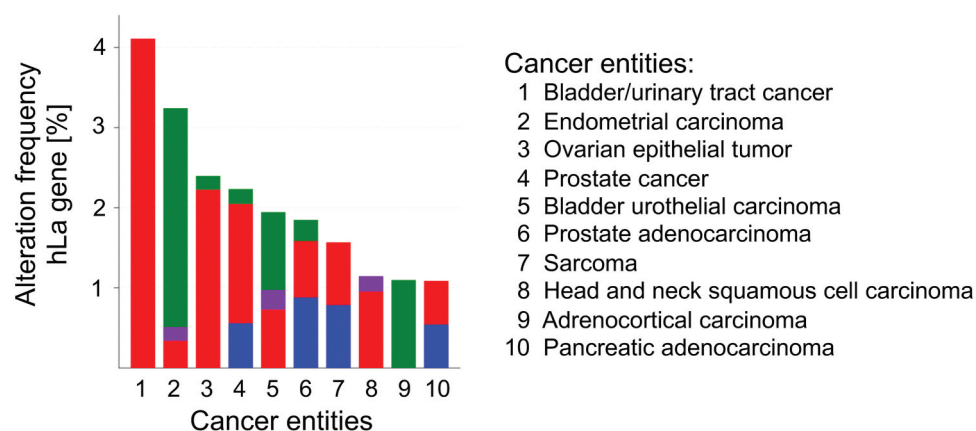 Alteration frequency
hLa gene [%]
4
3
2
1
1 2 3 4 5 6 7 8 9 10
Cancer entities
Cancer entities:
1 Bladder/urinary tract cancer
2 Endometrial carcinoma
3 Ovarian epithelial tumor
4 Prostate cancer
5 Bladder urothelial carcinoma
6 Prostate adenocarcinoma
7 Sarcoma
8 Head and neck squamous cell carcinoma
9 Adrenocortical carcinoma
10 Pancreatic adenocarcinoma